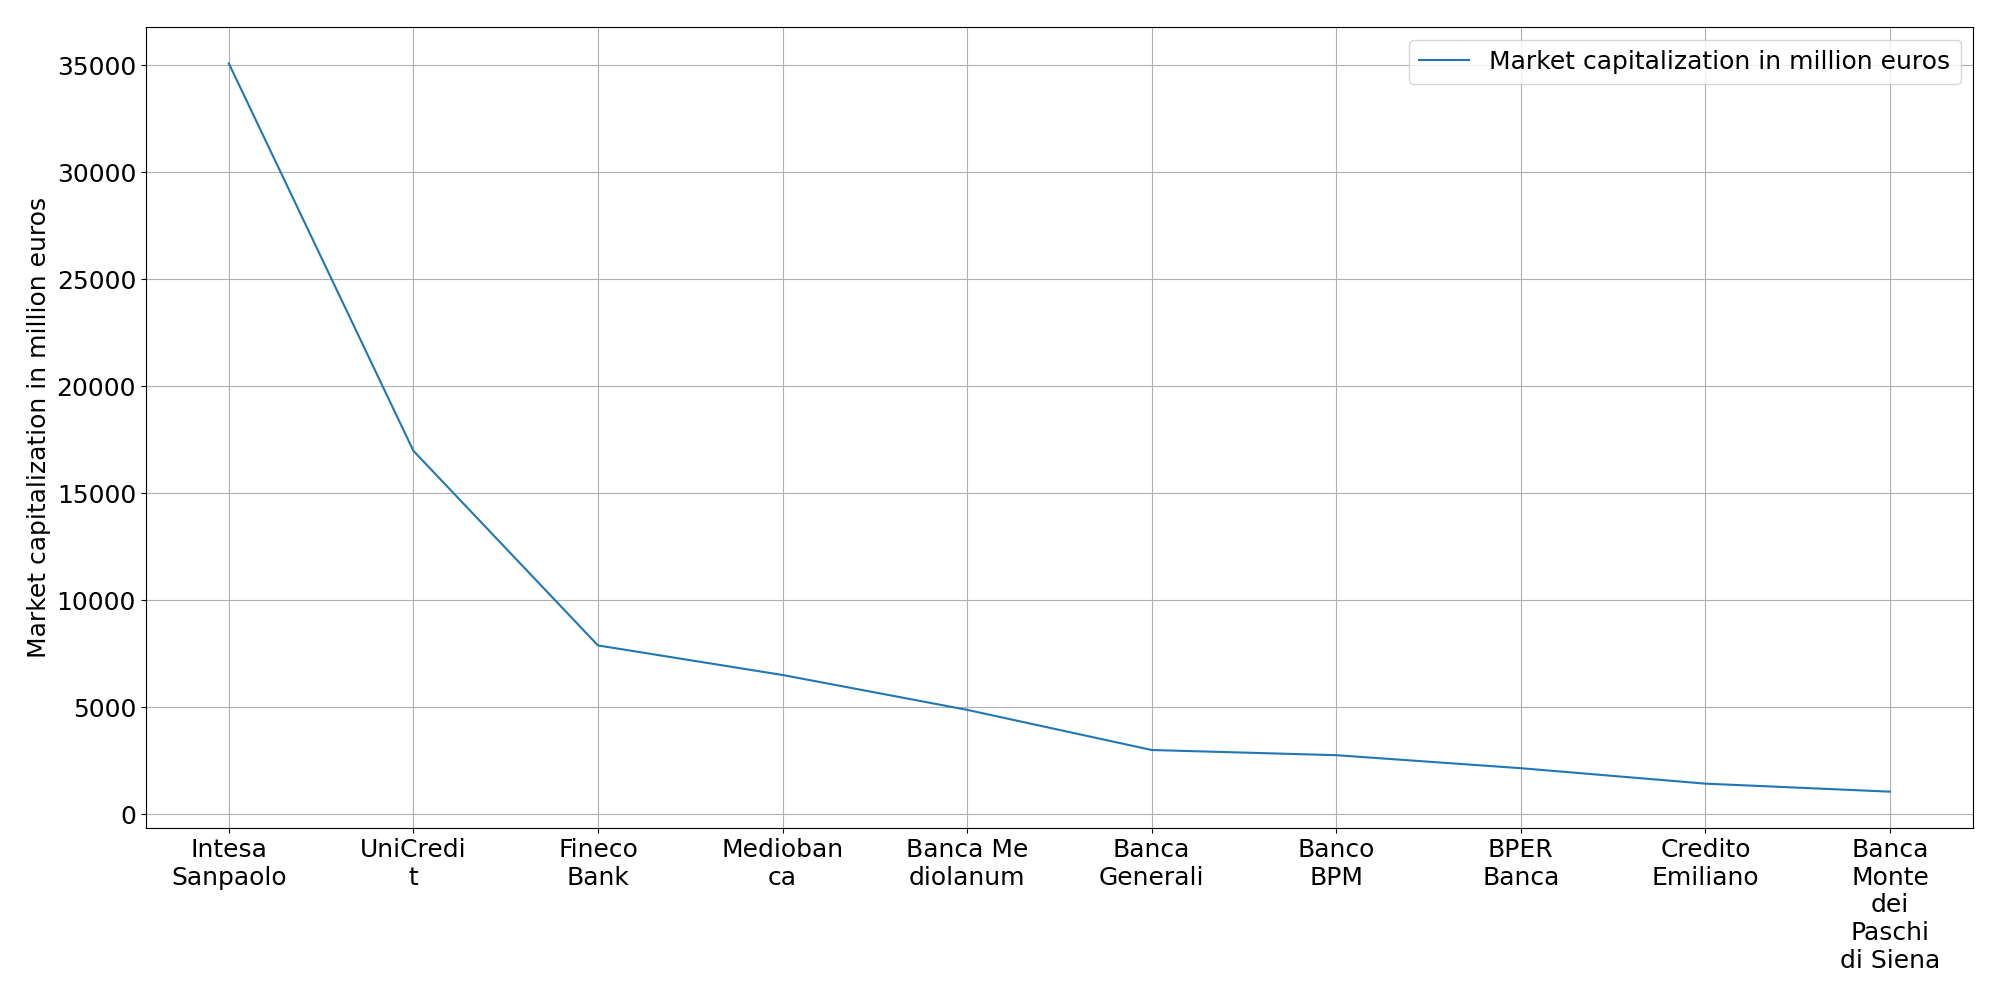 Market capitalization in million euros
Market capitalization in million euros
35000
30000
25000
20000
15000
10000
5000
0
Intesa
Sanpaolo
UniCredi
t
Fineco
Bank
Medioban
ca
Banca Me
diolanum
Banca
Generali
Banco
BPM
BPER
Banca
Credito
Emiliano
Banca
Monte
dei
Paschi
di Siena